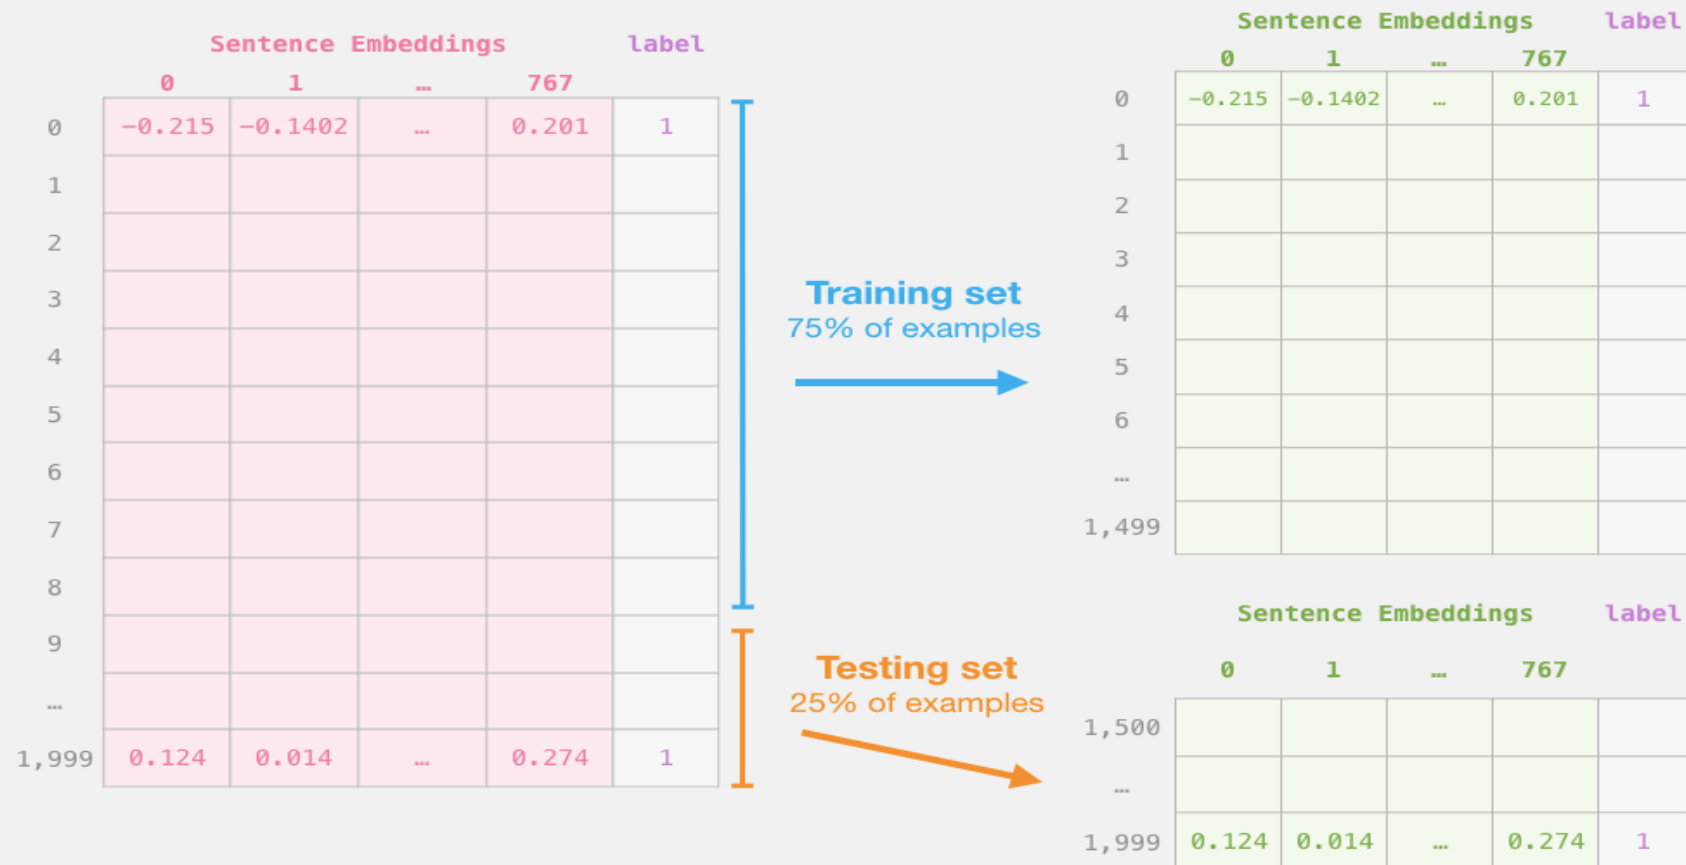 Sentence Embeddings label
0 1 … 767
0 −0.215 −0.1402 … 0.201 1
1
2
3
4
5
6
7
8
9
…
1,999 0.124 0.014 … 0.274 1
Training set
75% of examples
Testing set
25% of examples
Sentence Embeddings label
0 1 … 767
0 −0.215 −0.1402 … 0.201 1
1
2
3
4
5
6
…
1,499
Sentence Embeddings label
0 1 … 767
1,500
…
1,999 0.124 0.014 … 0.274 1